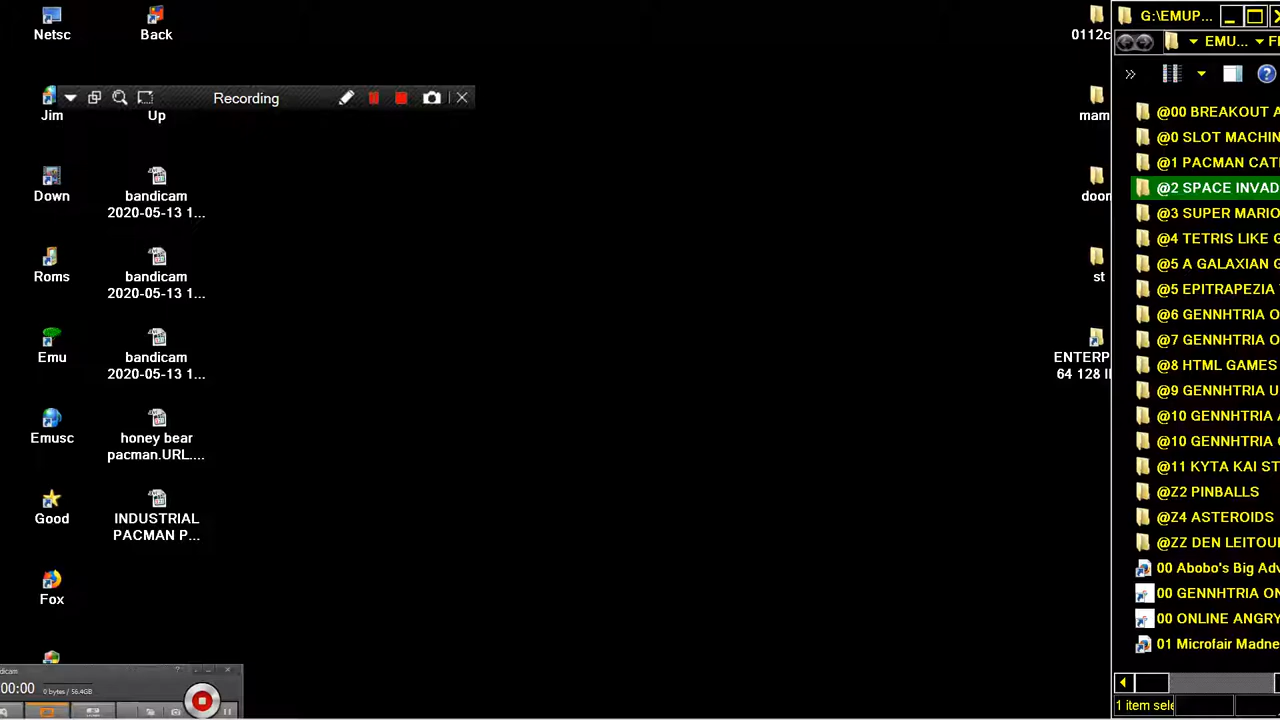 Netsc
Back
Jim
Up
Recording
Down
bandicam
2020-05-13 1...
Roms
bandicam
2020-05-13 1...
Emu
bandicam
2020-05-13 1...
Emusc
honey bear
pacman.URL....
Good
INDUSTRIAL
PACMAN P...
Fox
0112c
mam
doon
st
ENTERP
64 128 I
G:\EMUP...
EMU...
»
@00 BREAKOUT A
@0 SLOT MACHIN
@1 PACMAN CAT
@2 SPACE INVAD
@3 SUPER MARIO
@4 TETRIS LIKE G
@5 A GALAXIAN G
@5 EPITRAPEZIA
@6 GENNHTRIA O
@7 GENNHTRIA O
@8 HTML GAMES
@9 GENNHTRIA U
@10 GENNHTRIA A
@10 GENNHTRIA
@11 KYTA KAI ST
@Z2 PINBALLS
@Z4 ASTEROIDS
@ZZ DEN LEITOU
00 Abobo's Big Adv
00 GENNHTRIA ON
00 ONLINE ANGRY
01 Microfair Madne
1 item sele
dicam
00:00
9 bytes / 56.4GB